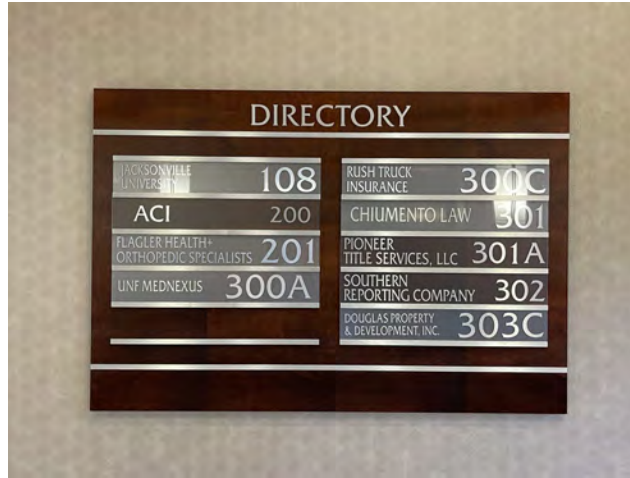 DIRECTORY
JACKSONVILLE
UNIVERSITY 108
ACI 200
FLAGLER HEALTH+
ORTHOPEDIC SPECIALISTS 201
UNF MEDNEXUS 300A
RUSH TRUCK
INSURANCE 300C
CHIUMENTO LAW 301
PIONEER
TITLE SERVICES, LLC 301A
SOUTHERN
REPORTING COMPANY 302
DOUGLAS PROPERTY
& DEVELOPMENT, INC. 303C